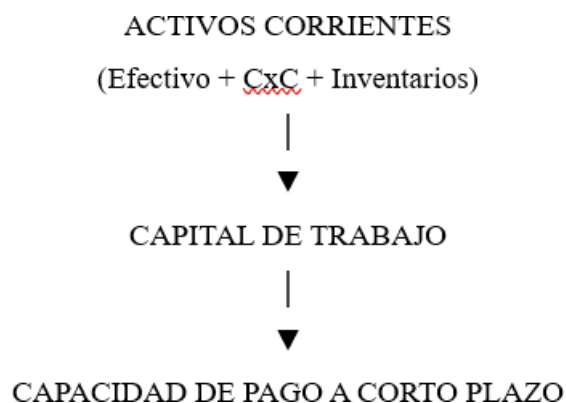 ACTIVOS CORRIENTES
(Efectivo + CxC + Inventarios)
CAPITAL DE TRABAJO
CAPACIDAD DE PAGO A CORTO PLAZO